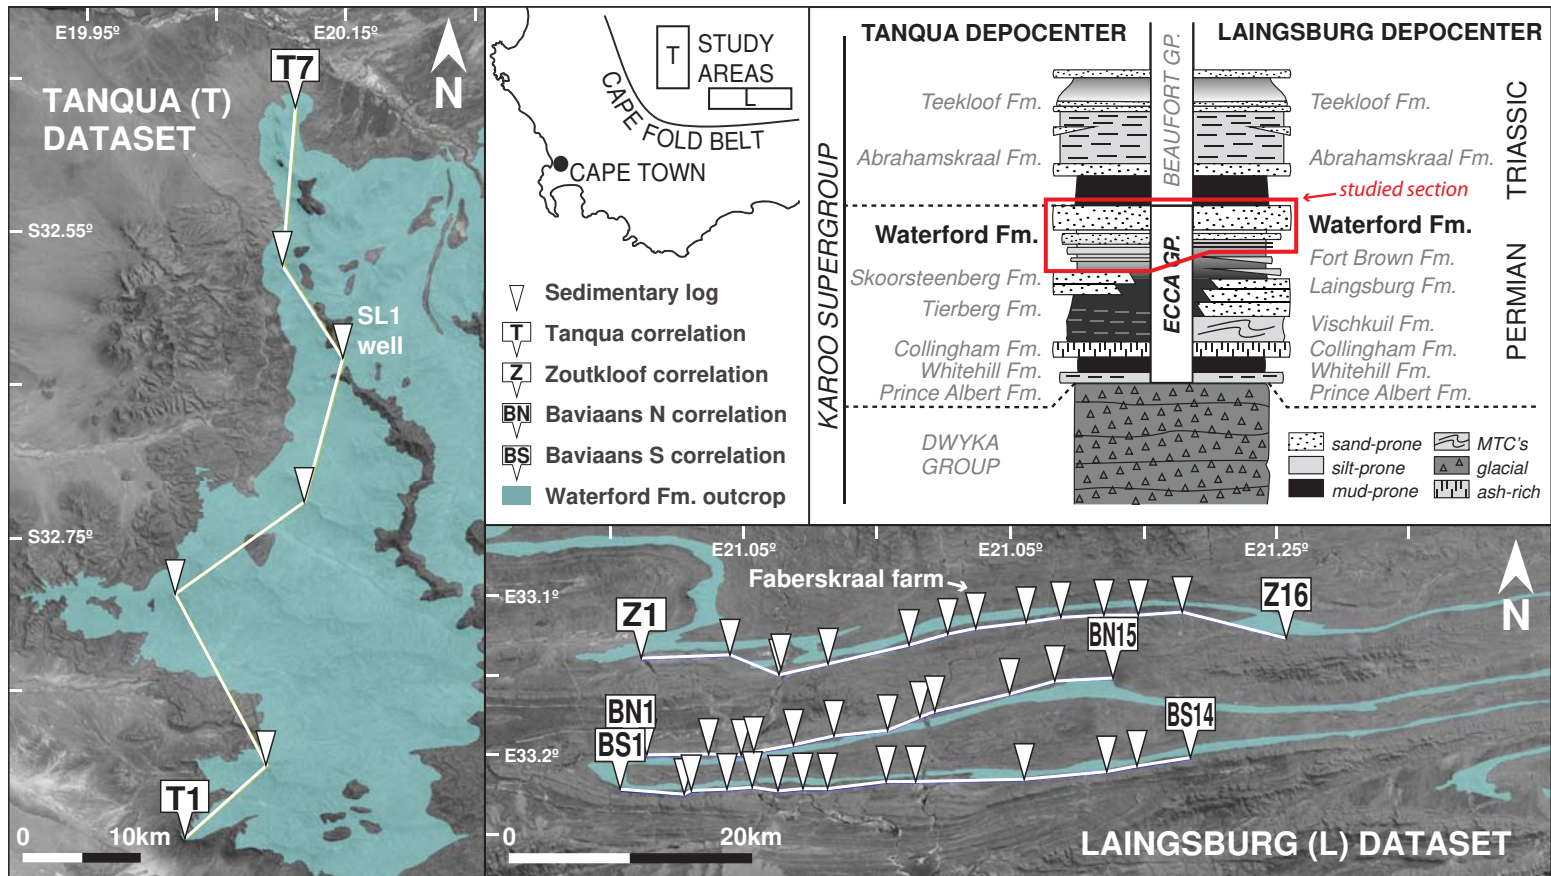 E19.95º
E20.15º
T7
N
TANQUA (T)
DATASET
S32.55º
SL1
well
S32.75º
T1
0
10km
T
STUDY
AREAS
L
CAPE FOLD BELT
CAPE TOWN
Sedimentary log
T
Tanqua correlation
Z
Zoutkloof correlation
BN
Baviaans N correlation
BS
Baviaans S correlation
Waterford Fm. outcrop
TANQUA DEPOCENTER
LAINGSBURG DEPOCENTER
KAROO SUPERGROUP
BEAUFORT GP.
ECCA GP.
TRIASSIC
PERMIAN
Teekloof Fm.
Abrahamskraal Fm.
Waterford Fm.
Skoorsteenberg Fm.
Tierberg Fm.
Collingham Fm.
Whitehill Fm.
Prince Albert Fm.
DWYKA
GROUP
Teekloof Fm.
Abrahamskraal Fm.
studied section
Waterford Fm.
Fort Brown Fm.
Laingsburg Fm.
Vischkuil Fm.
Collingham Fm.
Whitehill Fm.
Prince Albert Fm.
sand-prone
silt-prone
mud-prone
MTC's
glacial
ash-rich
E21.05º
E21.05º
E21.25º
Faberskraal farm
E33.1º
Z1
Z16
N
BN15
BN1
BS1
BS14
E33.2º
0
20km
LAINGSBURG (L) DATASET